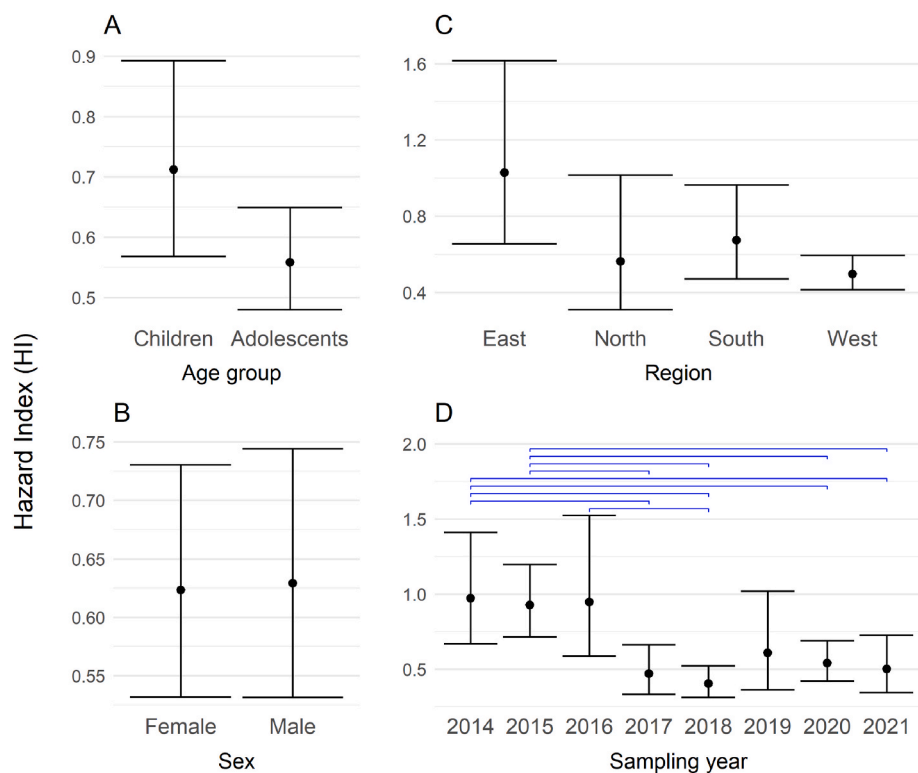 Hazard Index (HI)
A
0.9
0.8
0.7
0.6
0.5
Children Adolescents
Age group
C
1.6
1.2
0.8
0.4
East North South West
Region
B
0.75
0.70
0.65
0.60
0.55
Female Male
Sex
D
2.0
1.5
1.0
0.5
2014 2015 2016 2017 2018 2019 2020 2021
Sampling year